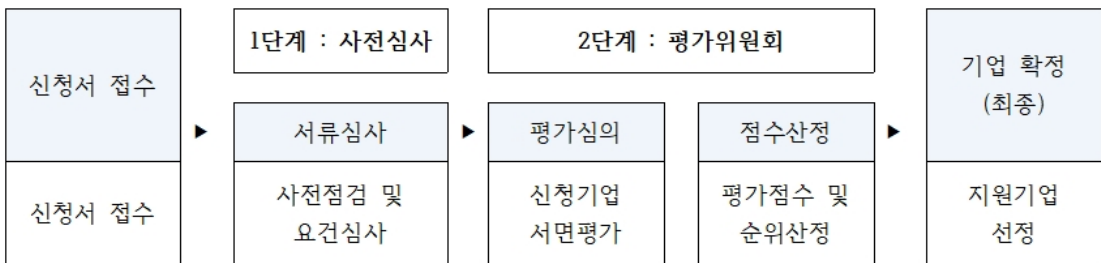 신청서 접수
신청서 접수
▶
1단계 : 사전심사
서류심사
사전점검 및
요건심사
▶
2단계 : 평가위원회
평가심의
신청기업
서면평가
점수산정
평가점수 및
순위산정
▶
기업 확정
(최종)
지원기업
선정